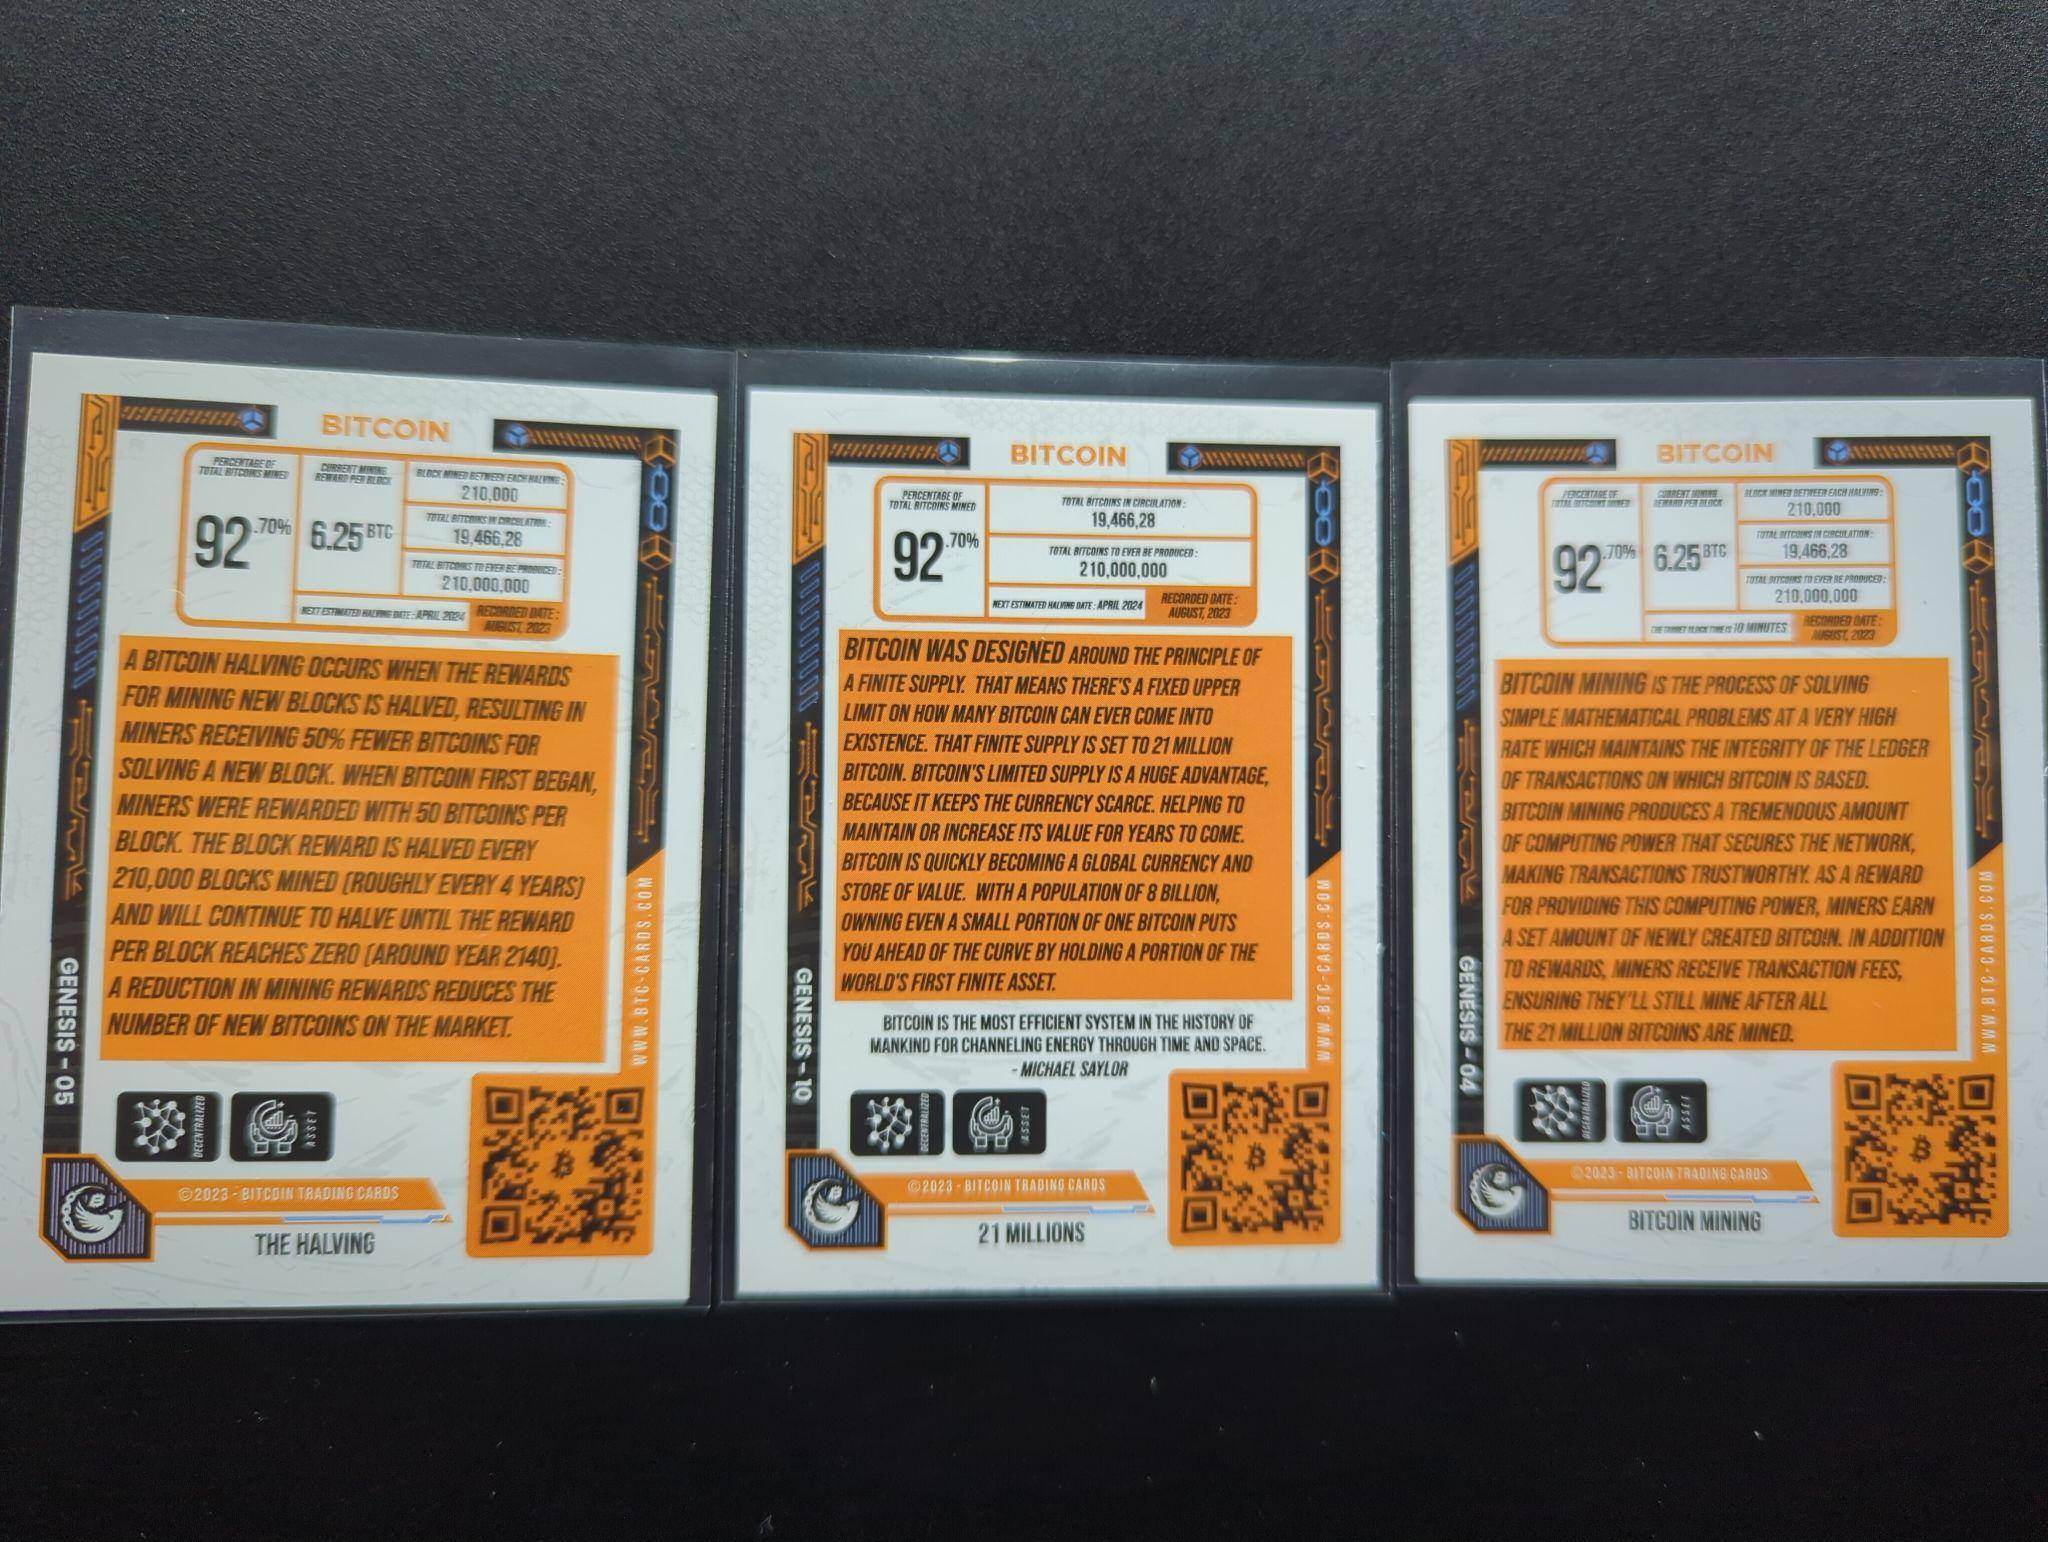 BITCOIN
PERCENTAGE OF
TOTAL BITCOINS MINED
92.70%
CURRENT MINING
REWARD PER BLOCK
6.25 BTC
BLOCK MINED BETWEEN EACH HALVING:
210,000
TOTAL BITCOINS IN CIRCULATION:
19,466,28
TOTAL BITCOINS TO EVER BE PRODUCED:
210,000,000
NEXT ESTIMATED HALVING DATE: APRIL 2024
RECORDED DATE:
AUGUST, 2023
A BITCOIN HALVING OCCURS WHEN THE REWARDS
FOR MINING NEW BLOCKS IS HALVED, RESULTING IN
MINERS RECEIVING 50% FEWER BITCOINS FOR
SOLVING A NEW BLOCK. WHEN BITCOIN FIRST BEGAN,
MINERS WERE REWARDED WITH 50 BITCOINS PER
BLOCK. THE BLOCK REWARD IS HALVED EVERY
210,000 BLOCKS MINED (ROUGHLY EVERY 4 YEARS)
AND WILL CONTINUE TO HALVE UNTIL THE REWARD
PER BLOCK REACHES ZERO (AROUND YEAR 2140).
A REDUCTION IN MINING REWARDS REDUCES THE
NUMBER OF NEW BITCOINS ON THE MARKET.
GENESIS - 05
WWW.BTC-CARDS.COM
DECENTRALIZED
ASSET
©2023 - BITCOIN TRADING CARDS
THE HALVING
BITCOIN
PERCENTAGE OF
TOTAL BITCOINS MINED
92.70%
TOTAL BITCOINS IN CIRCULATION:
19,466,28
TOTAL BITCOINS TO EVER BE PRODUCED:
210,000,000
NEXT ESTIMATED HALVING DATE: APRIL 2024
RECORDED DATE:
AUGUST, 2023
BITCOIN WAS DESIGNED AROUND THE PRINCIPLE OF
A FINITE SUPPLY. THAT MEANS THERE'S A FIXED UPPER
LIMIT ON HOW MANY BITCOIN CAN EVER COME INTO
EXISTENCE. THAT FINITE SUPPLY IS SET TO 21 MILLION
BITCOIN. BITCOIN'S LIMITED SUPPLY IS A HUGE ADVANTAGE,
BECAUSE IT KEEPS THE CURRENCY SCARCE. HELPING TO
MAINTAIN OR INCREASE ITS VALUE FOR YEARS TO COME.
BITCOIN IS QUICKLY BECOMING A GLOBAL CURRENCY AND
STORE OF VALUE. WITH A POPULATION OF 8 BILLION,
OWNING EVEN A SMALL PORTION OF ONE BITCOIN PUTS
YOU AHEAD OF THE CURVE BY HOLDING A PORTION OF THE
WORLD'S FIRST FINITE ASSET.
BITCOIN IS THE MOST EFFICIENT SYSTEM IN THE HISTORY OF
MANKIND FOR CHANNELING ENERGY THROUGH TIME AND SPACE.
- MICHAEL SAYLOR
GENESIS - 10
WWW.BTC-CARDS.COM
DECENTRALIZED
ASSET
©2023 - BITCOIN TRADING CARDS
21 MILLIONS
BITCOIN
PERCENTAGE OF
TOTAL BITCOINS MINED
92.70%
CURRENT MINING
REWARD PER BLOCK
6.25 BTC
BLOCK MINED BETWEEN EACH HALVING:
210,000
TOTAL BITCOINS IN CIRCULATION:
19,466,28
TOTAL BITCOINS TO EVER BE PRODUCED:
210,000,000
THE TARGET BLOCK TIME IS 10 MINUTES
RECORDED DATE:
AUGUST, 2023
BITCOIN MINING IS THE PROCESS OF SOLVING
SIMPLE MATHEMATICAL PROBLEMS AT A VERY HIGH
RATE WHICH MAINTAINS THE INTEGRITY OF THE LEDGER
OF TRANSACTIONS ON WHICH BITCOIN IS BASED.
BITCOIN MINING PRODUCES A TREMENDOUS AMOUNT
OF COMPUTING POWER THAT SECURES THE NETWORK,
MAKING TRANSACTIONS TRUSTWORTHY. AS A REWARD
FOR PROVIDING THIS COMPUTING POWER, MINERS EARN
A SET AMOUNT OF NEWLY CREATED BITCOIN. IN ADDITION
TO REWARDS, MINERS RECEIVE TRANSACTION FEES,
ENSURING THEY'LL STILL MINE AFTER ALL
THE 21 MILLION BITCOINS ARE MINED.
GENESIS - 04
WWW.BTC-CARDS.COM
DECENTRALIZED
ASSET
©2023 - BITCOIN TRADING CARDS
BITCOIN MINING